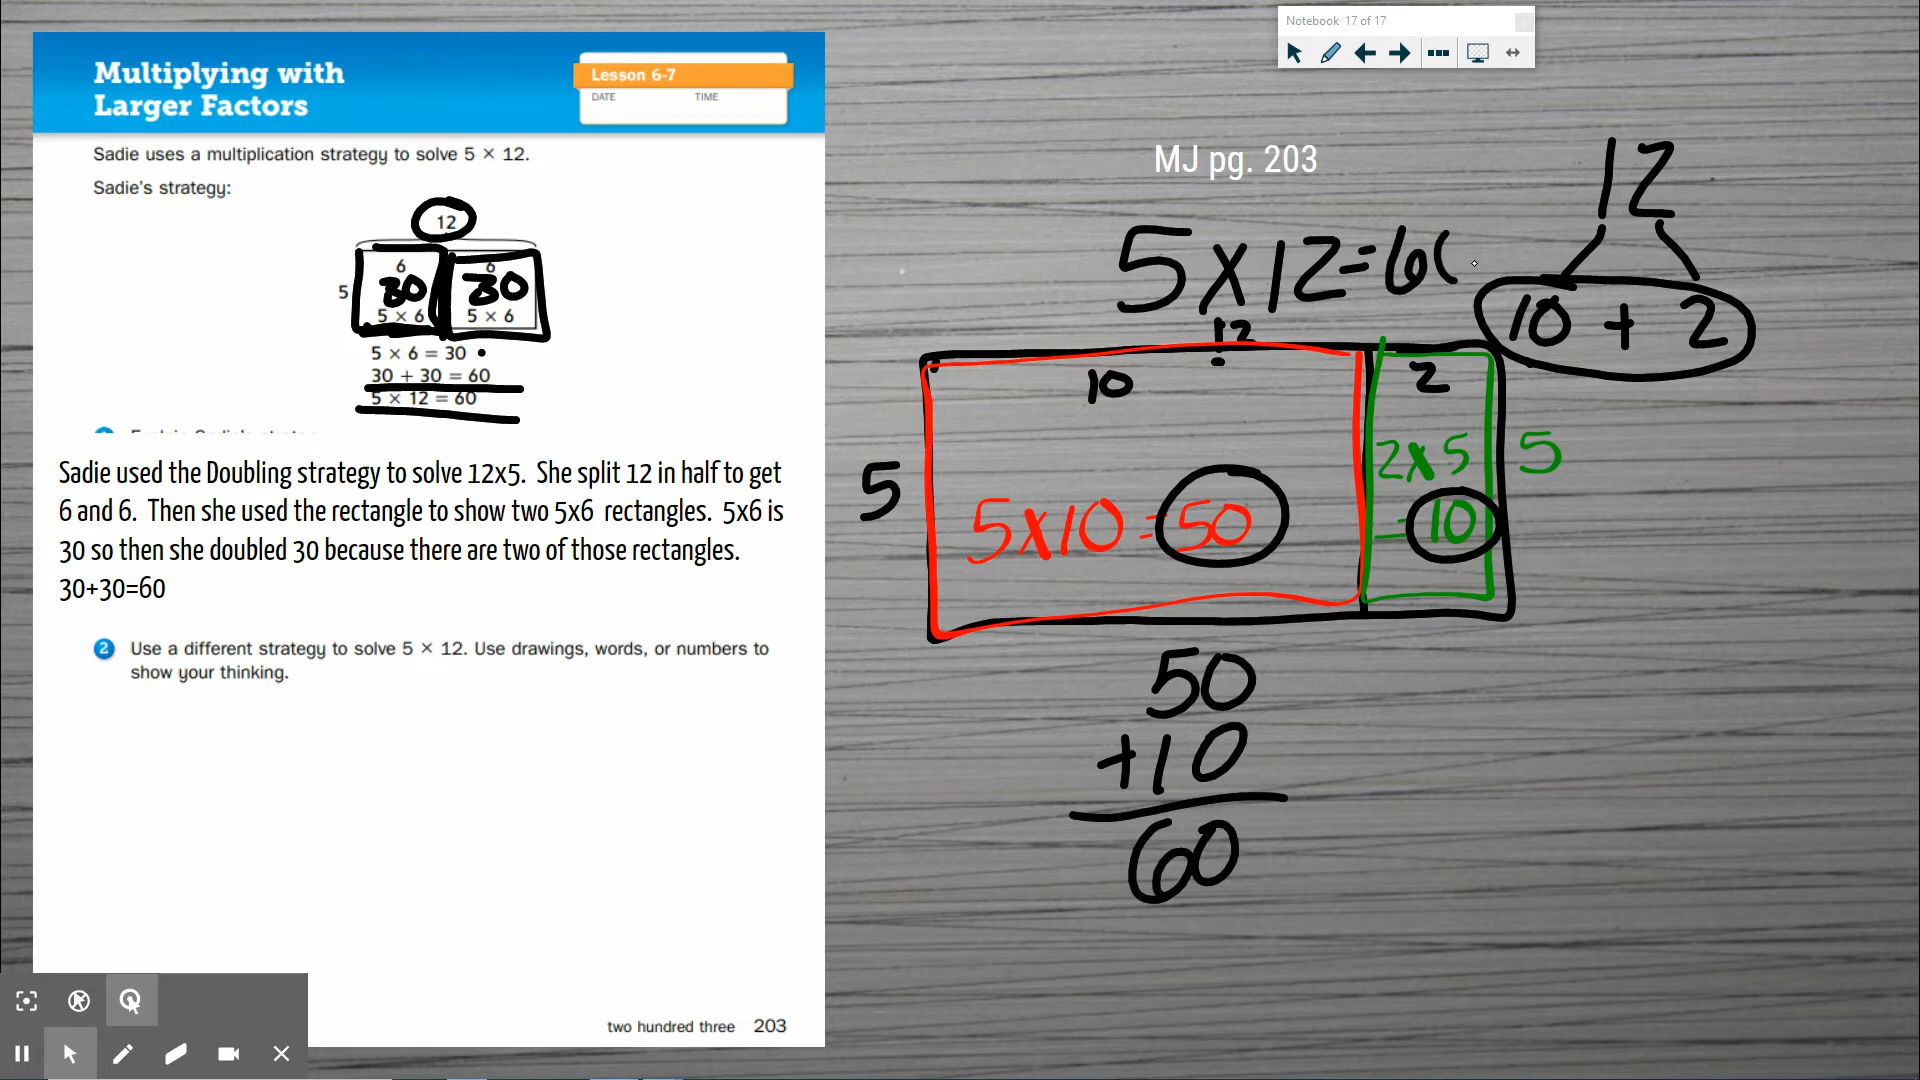 Notebook 17 of 17
Multiplying with
Larger Factors
Lesson 6-7
DATE TIME
Sadie uses a multiplication strategy to solve 5 × 12.
Sadie's strategy:
12
6 6
30 30
5
5 × 6 5 × 6
5 × 6 = 30
30 + 30 = 60
5 × 12 = 60
Sadie used the Doubling strategy to solve 12x5. She split 12 in half to get
6 and 6. Then she used the rectangle to show two 5x6 rectangles. 5x6 is
30 so then she doubled 30 because there are two of those rectangles.
30+30=60
2 Use a different strategy to solve 5 × 12. Use drawings, words, or numbers to
show your thinking.
two hundred three 203
MJ pg. 203
12
10 + 2
5x12=6(
12
10 2
5
5x10=50
2x5
=10
5
50
+10
60